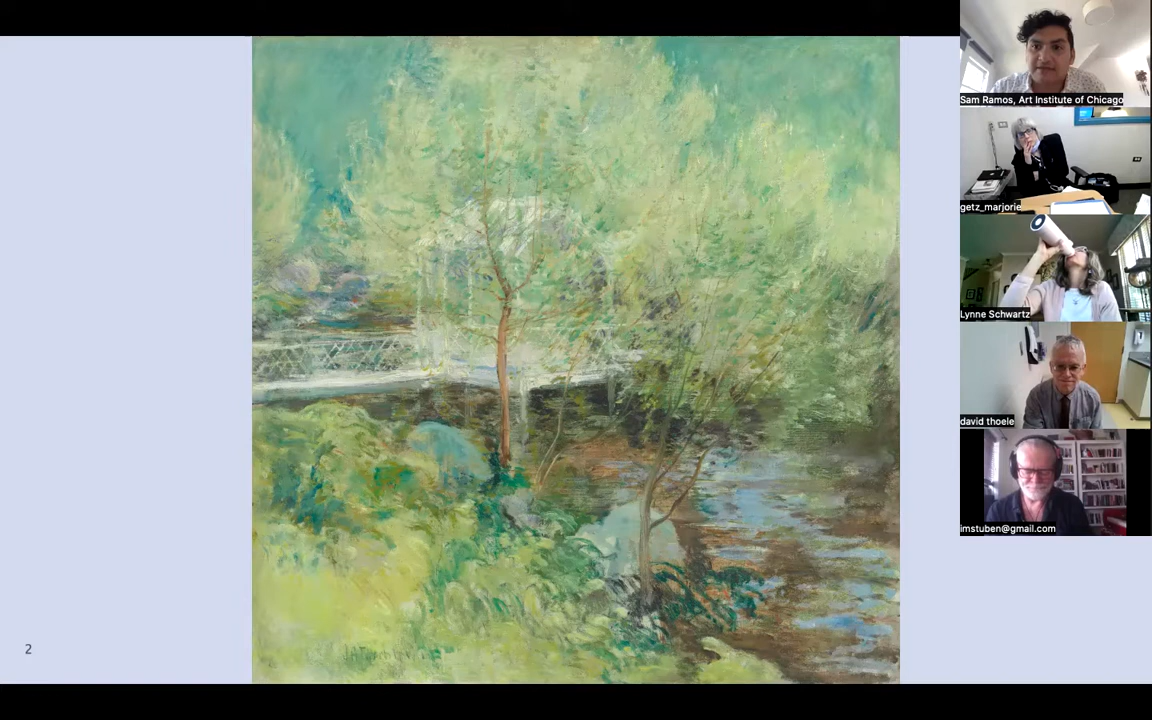 Sam Ramos, Art Institute of Chicago
getz_marjorie
Lynne Schwartz
david thoele
imstuben@gmail.com
2